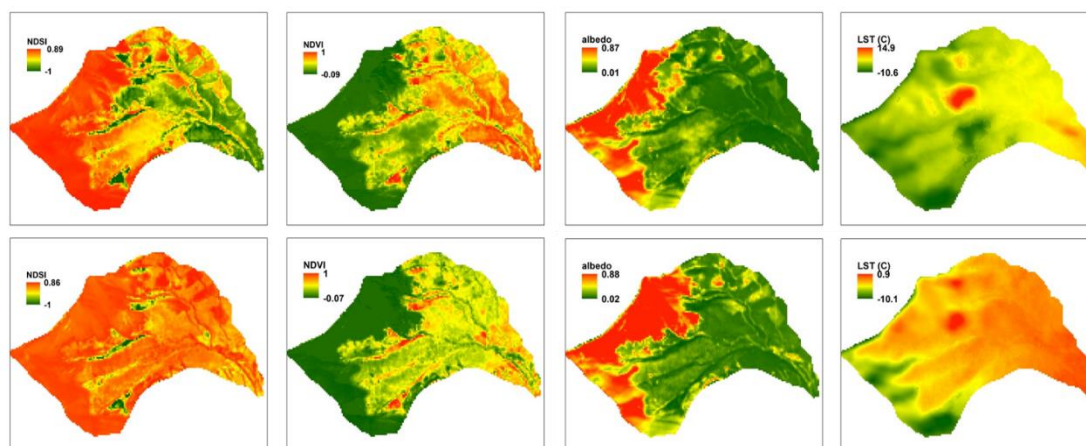 NDSI
0.89
-1
NDVI
1
-0.09
albedo
0.87
0.01
LST (C)
14.9
-10.6
NDSI
0.86
-1
NDVI
1
-0.07
albedo
0.88
0.02
LST (C)
0.9
-10.1